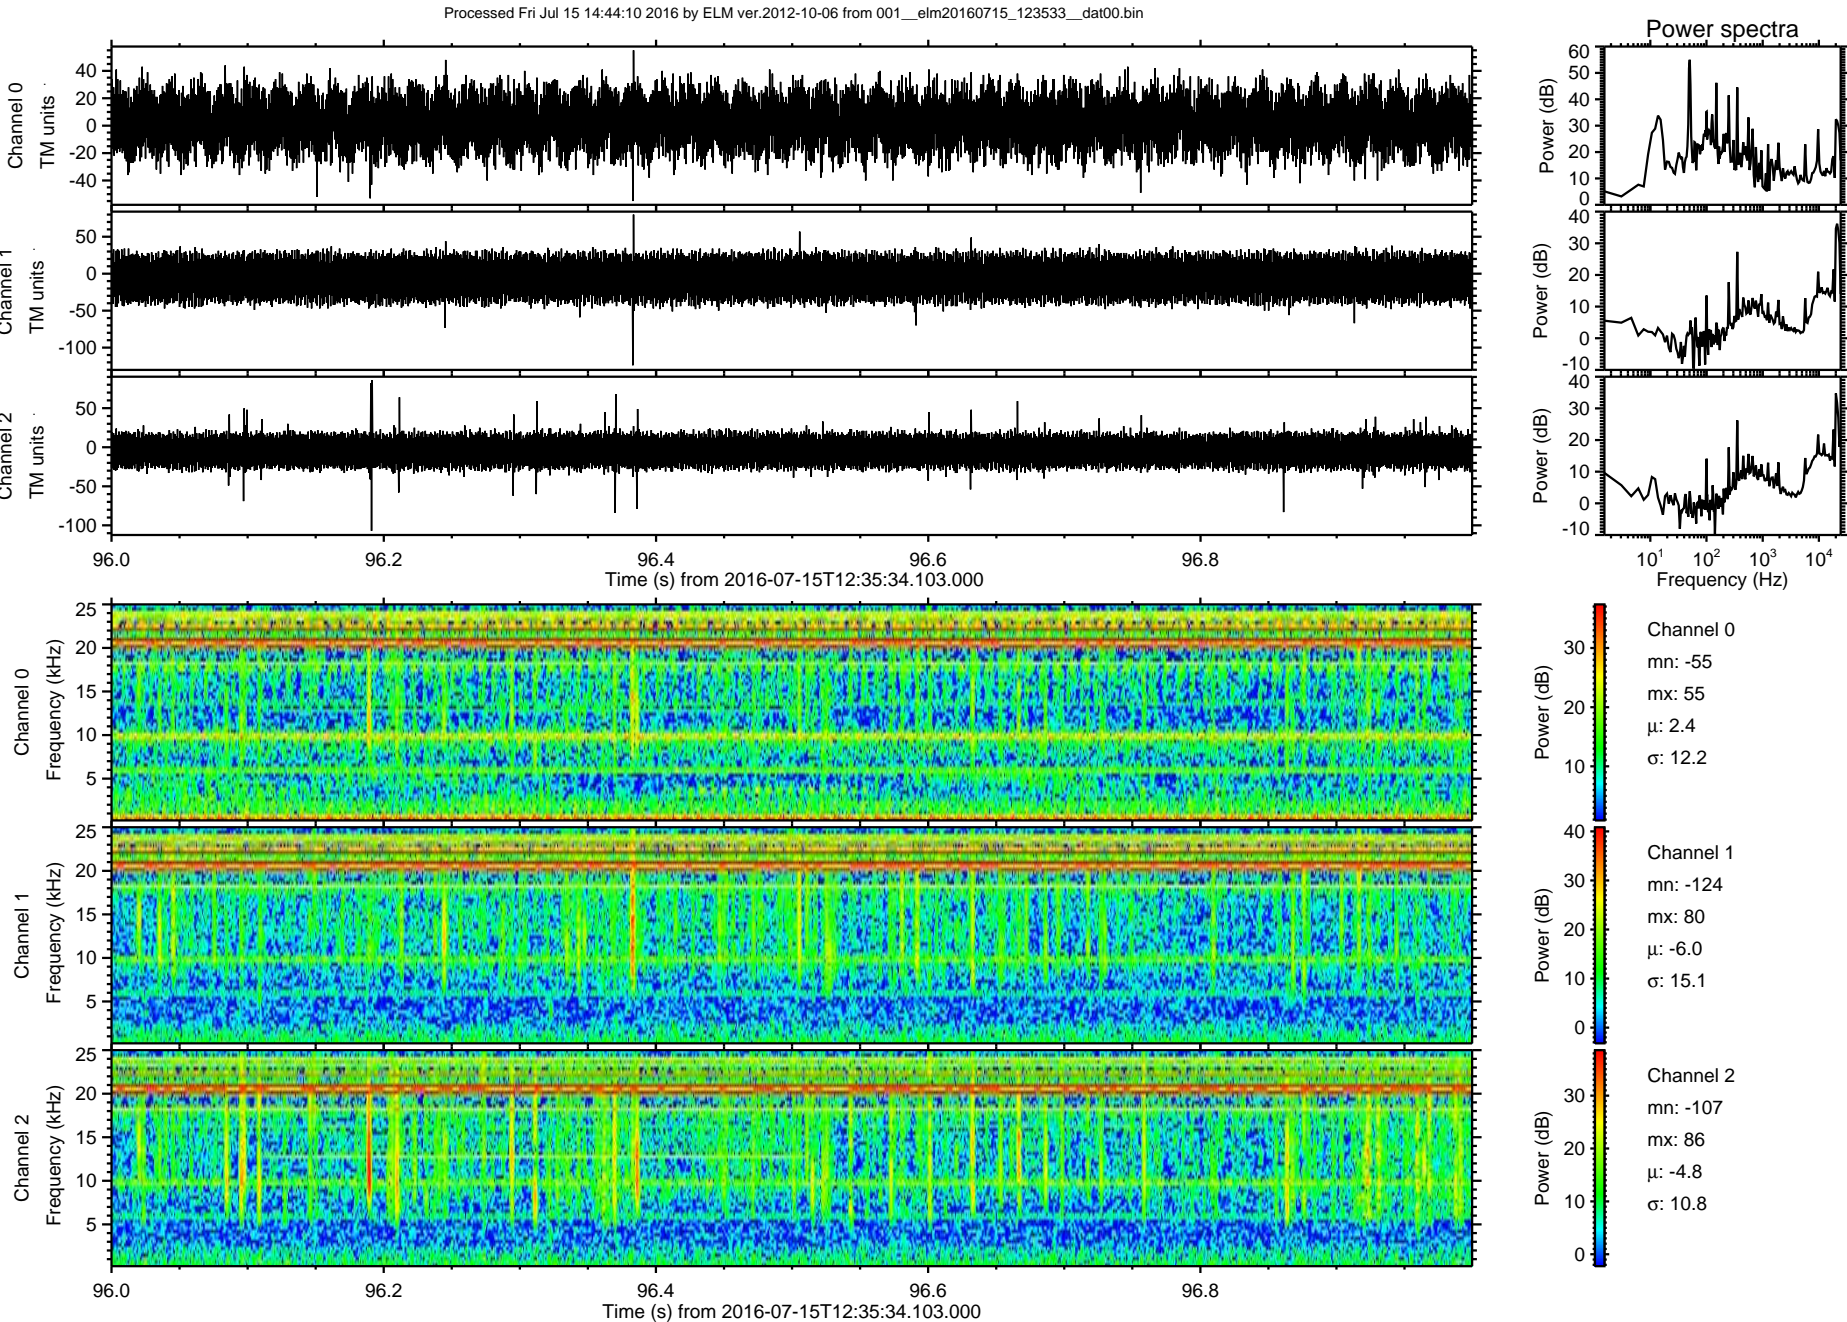 Processed Fri Jul 15 14:44:10 2016 by ELM ver.2012-10-06 from 001__elm20160715_123533__dat00.bin
Power spectra
Channel 0
TM units
40
20
0
-20
-40
Power (dB)
60
50
40
30
20
10
0
Channel 1
TM units
50
0
-50
-100
Power (dB)
40
30
20
10
0
-10
Channel 2
TM units
50
0
-50
-100
Power (dB)
40
30
20
10
0
-10
96.0 96.2 96.4 96.6 96.8
Time (s) from 2016-07-15T12:35:34.103.000
10^1 10^2 10^3 10^4
Frequency (Hz)
Channel 0
Frequency (kHz)
25
20
15
10
5
Power (dB)
30
20
10
Channel 0
mn: -55
mx: 55
μ: 2.4
σ: 12.2
Channel 1
Frequency (kHz)
25
20
15
10
5
Power (dB)
40
30
20
10
0
Channel 1
mn: -124
mx: 80
μ: -6.0
σ: 15.1
Channel 2
Frequency (kHz)
25
20
15
10
5
Power (dB)
30
20
10
0
Channel 2
mn: -107
mx: 86
μ: -4.8
σ: 10.8
96.0 96.2 96.4 96.6 96.8
Time (s) from 2016-07-15T12:35:34.103.000